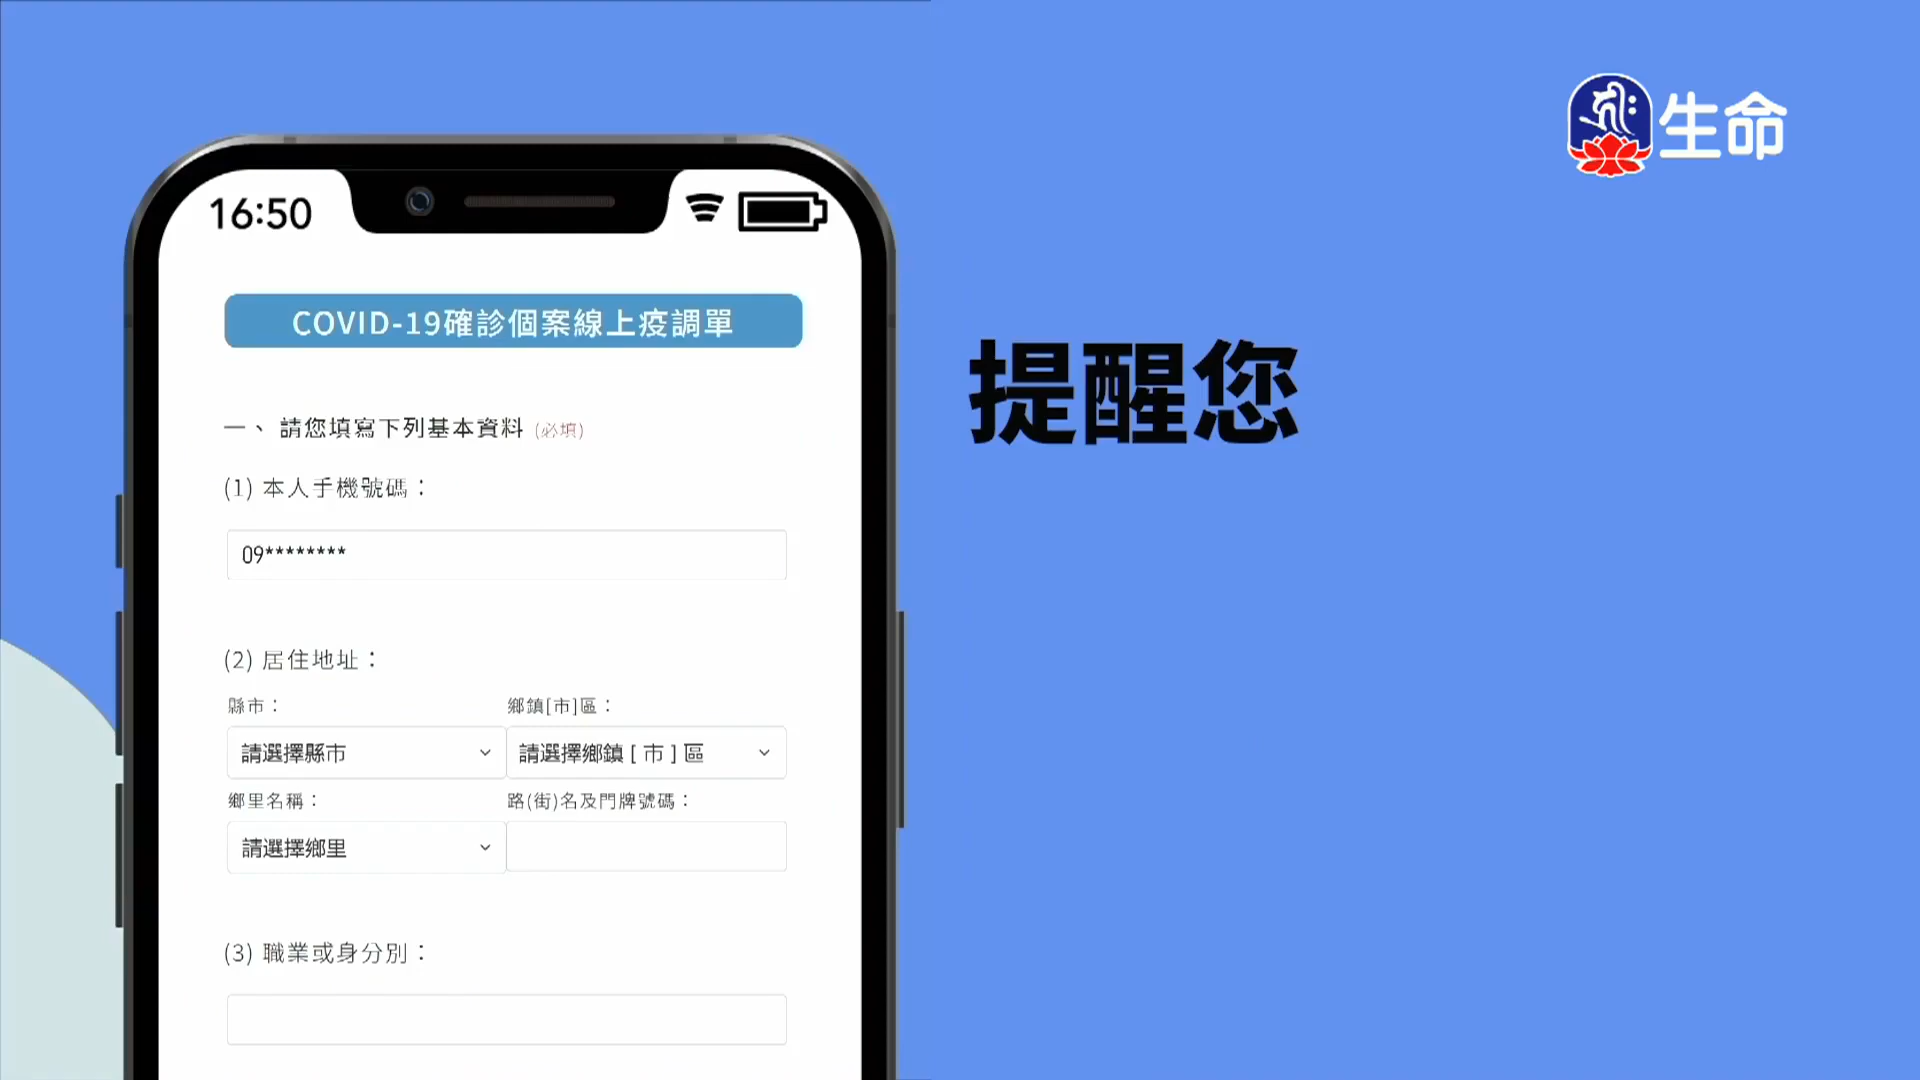 生命
16:50
COVID-19確診個案線上疫調單
提醒您
一、 請您填寫下列基本資料 (必填)
(1) 本人手機號碼：
09********
(2) 居住地址：
縣市：
鄉鎮[市]區：
請選擇縣市
請選擇鄉鎮 [ 市 ] 區
鄉里名稱：
路(街)名及門牌號碼：
請選擇鄉里
(3) 職業或身分別：